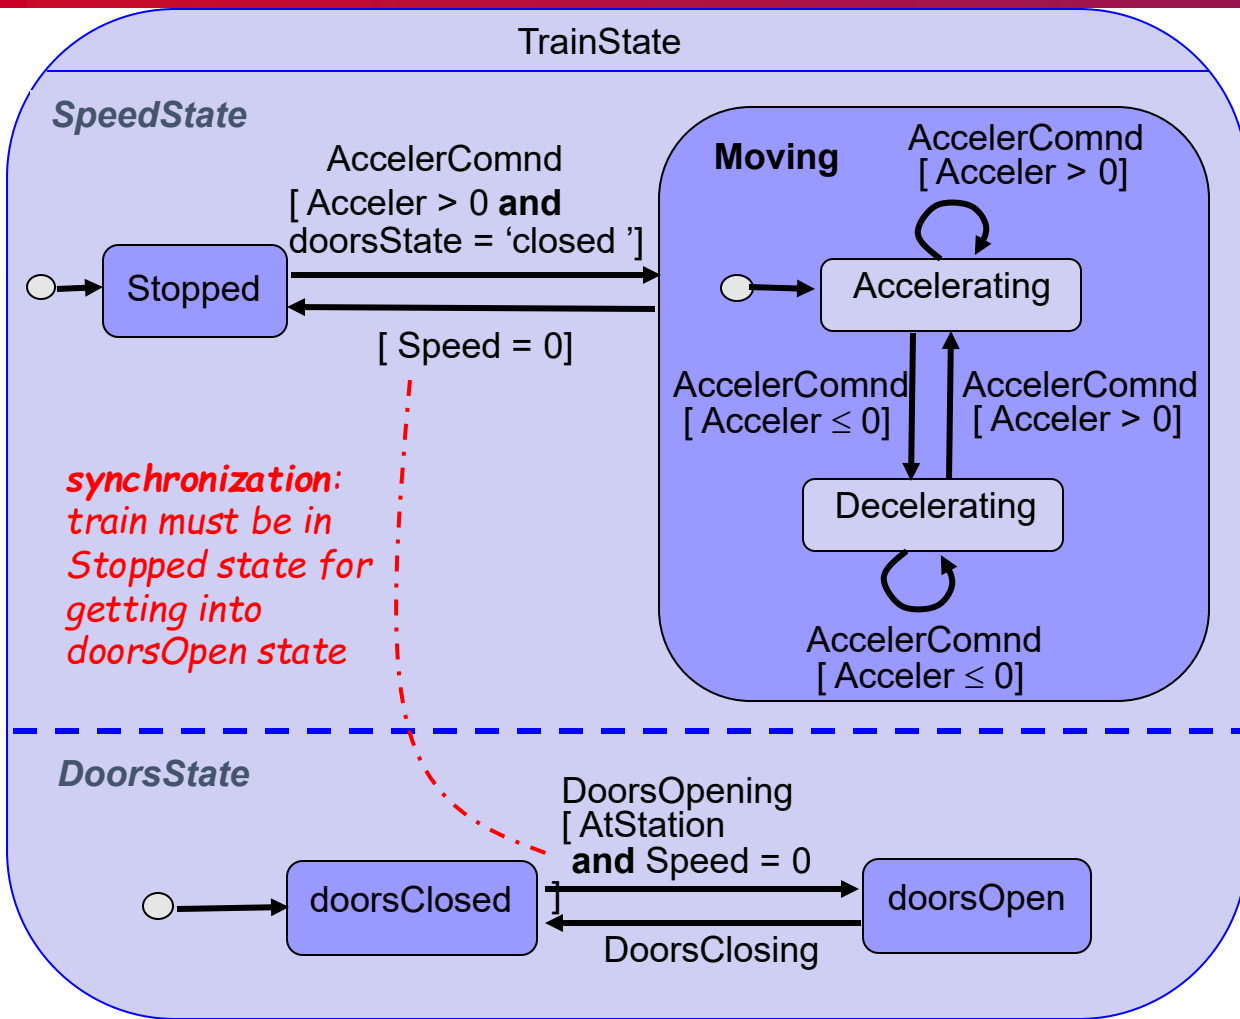 TrainState
SpeedState
AccelerComnd
[ Acceler > 0 and
doorsState = ‘closed ’]
Stopped
[ Speed = 0]
Moving
AccelerComnd
[ Acceler > 0]
Accelerating
AccelerComnd
[ Acceler ≤ 0]
AccelerComnd
[ Acceler > 0]
Decelerating
AccelerComnd
[ Acceler ≤ 0]
synchronization:
train must be in
Stopped state for
getting into
doorsOpen state
DoorsState
DoorsOpening
[ AtStation
and Speed = 0
]
doorsClosed
doorsOpen
DoorsClosing